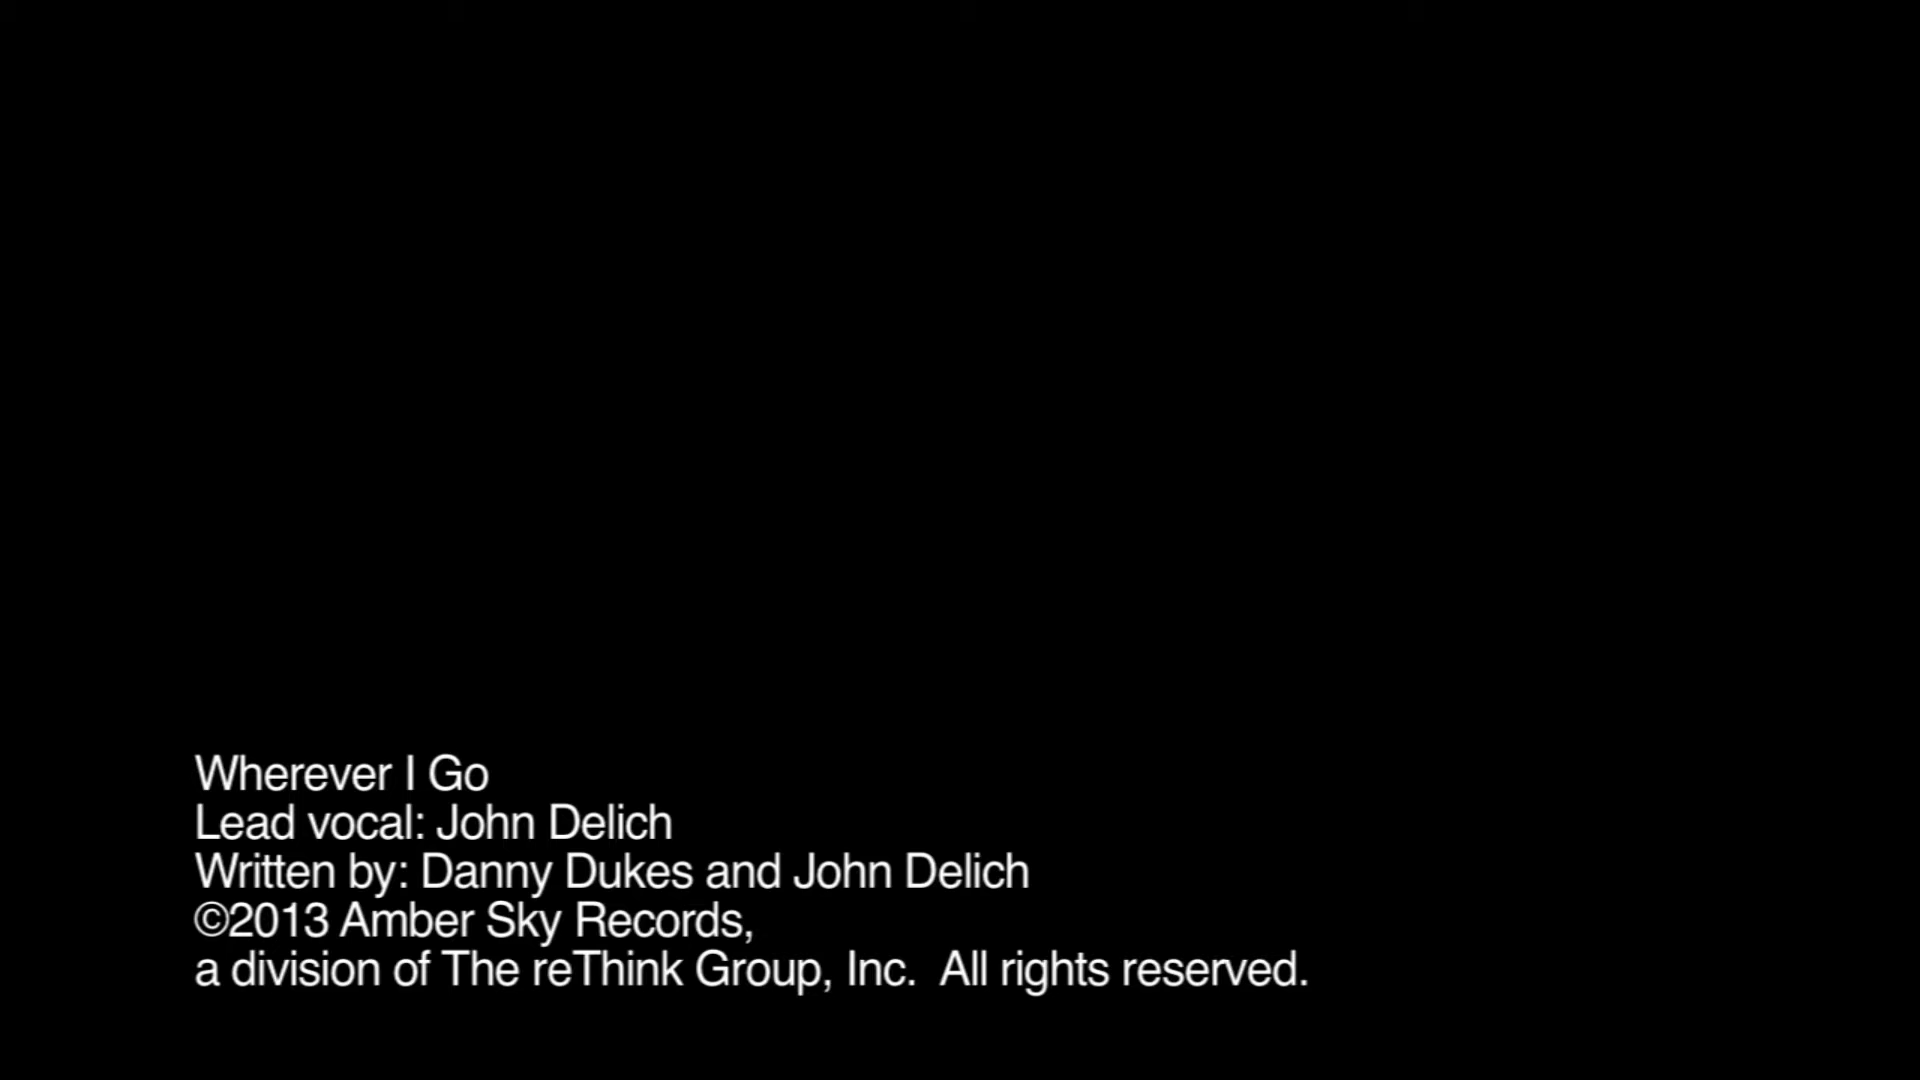 Wherever I Go
Lead vocal: John Delich
Written by: Danny Dukes and John Delich
©2013 Amber Sky Records,
a division of The reThink Group, Inc.  All rights reserved.